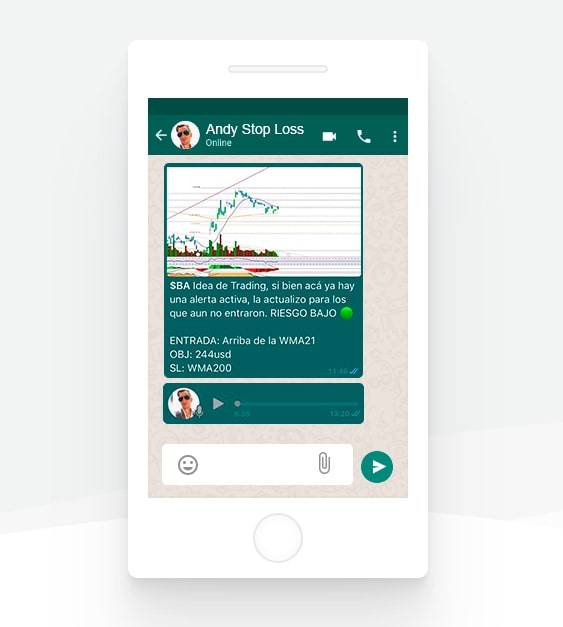 Andy Stop Loss
Online
$BA Idea de Trading, si bien acá ya hay
una alerta activa, la actualizo para los
que aun no entraron. RIESGO BAJO
ENTRADA: Arriba de la WMA21
OBJ: 244usd
SL: WMA200
11:46
13:20